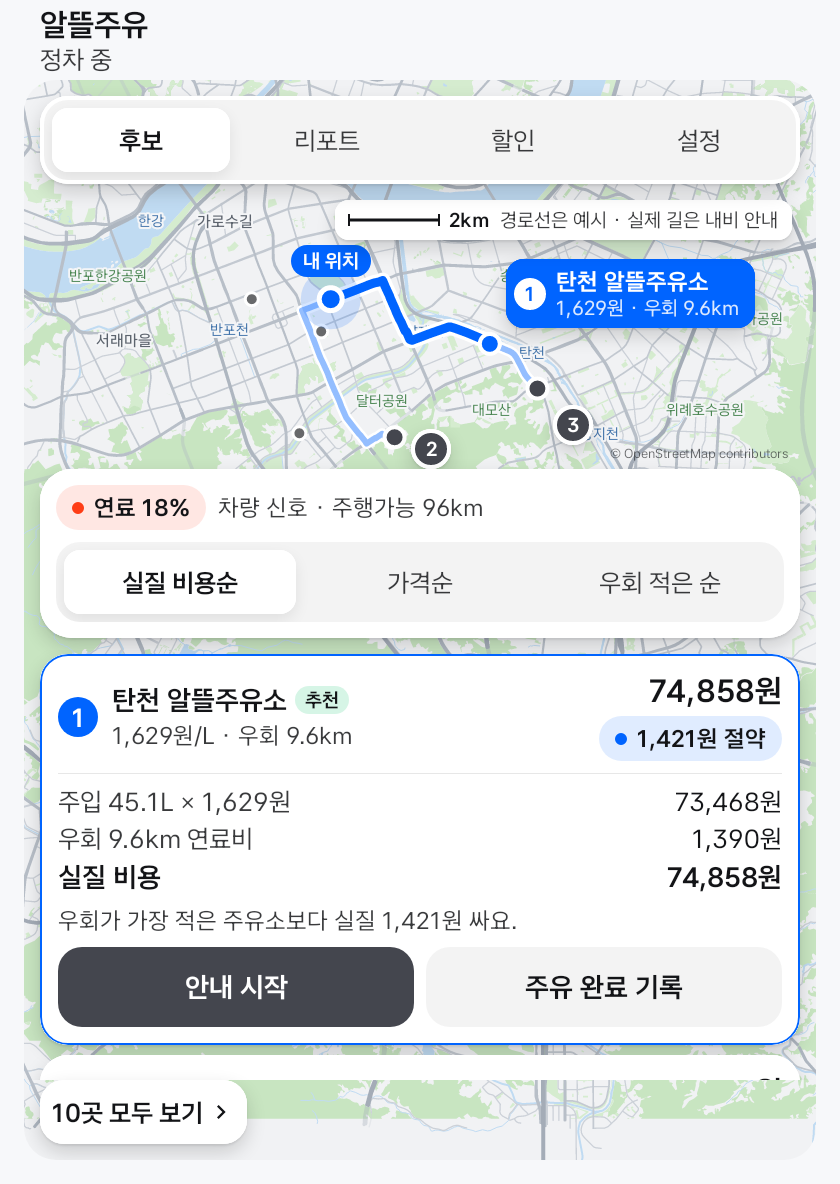 알뜰주유
정차 중
후보 리포트 할인 설정
한강 가로수길
2km 경로선은 예시 · 실제 길은 내비 안내
내 위치
반포한강공원
1 탄천 알뜰주유소
1,629원 · 우회 9.6km
공원
반포천
서래마을
탄천
달터공원
대모산
위례호수공원
3
지천
2
© OpenStreetMap contributors
연료 18% 차량 신호 · 주행가능 96km
실질 비용순 가격순 우회 적은 순
1 탄천 알뜰주유소 추천
74,858원
1,629원/L · 우회 9.6km
1,421원 절약
주입 45.1L × 1,629원 73,468원
우회 9.6km 연료비 1,390원
실질 비용 74,858원
우회가 가장 적은 주유소보다 실질 1,421원 싸요.
안내 시작 주유 완료 기록
10곳 모두 보기